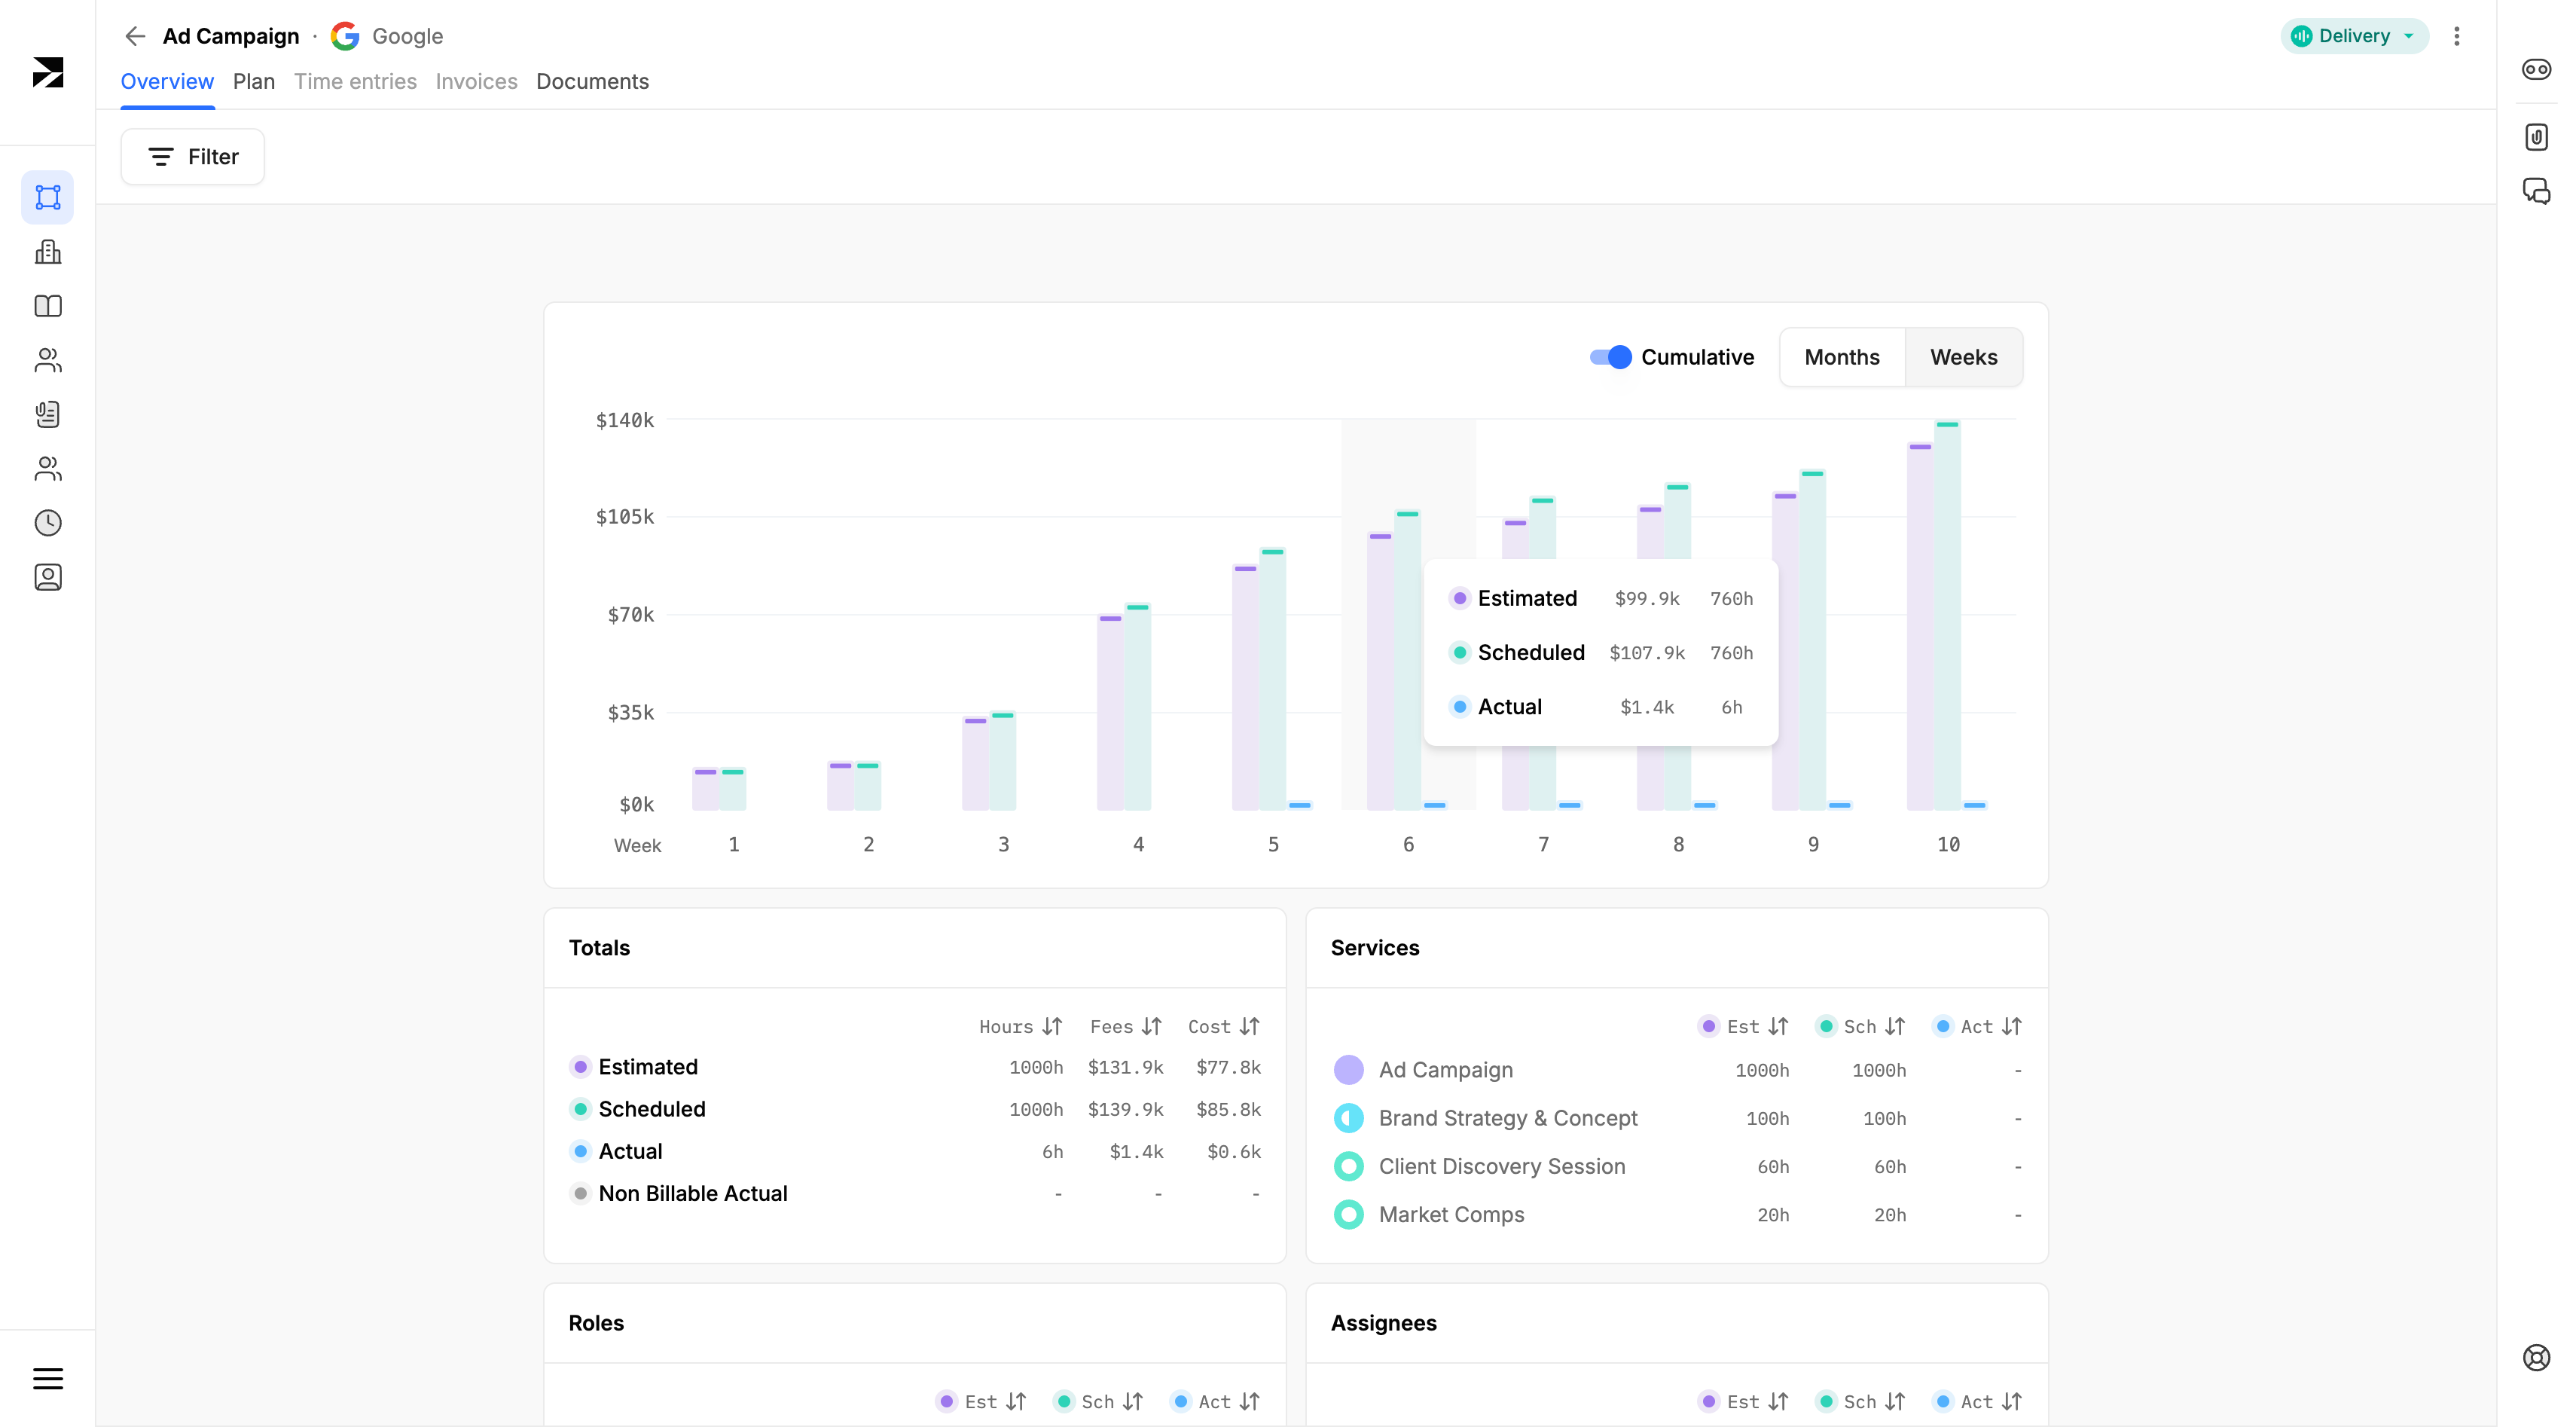 Ad Campaign · Google
Delivery
Overview Plan Time entries Invoices Documents
Filter
Cumulative Months Weeks
$140k
$105k
$70k
$35k
$0k
Week 1 2 3 4 5 6 7 8 9 10
Estimated $99.9k 760h
Scheduled $107.9k 760h
Actual $1.4k 6h
Totals
Hours Fees Cost
Estimated 1000h $131.9k $77.8k
Scheduled 1000h $139.9k $85.8k
Actual 6h $1.4k $0.6k
Non Billable Actual - - -
Services
Est Sch Act
Ad Campaign 1000h 1000h -
Brand Strategy & Concept 100h 100h -
Client Discovery Session 60h 60h -
Market Comps 20h 20h -
Roles
Est Sch Act
Assignees
Est Sch Act